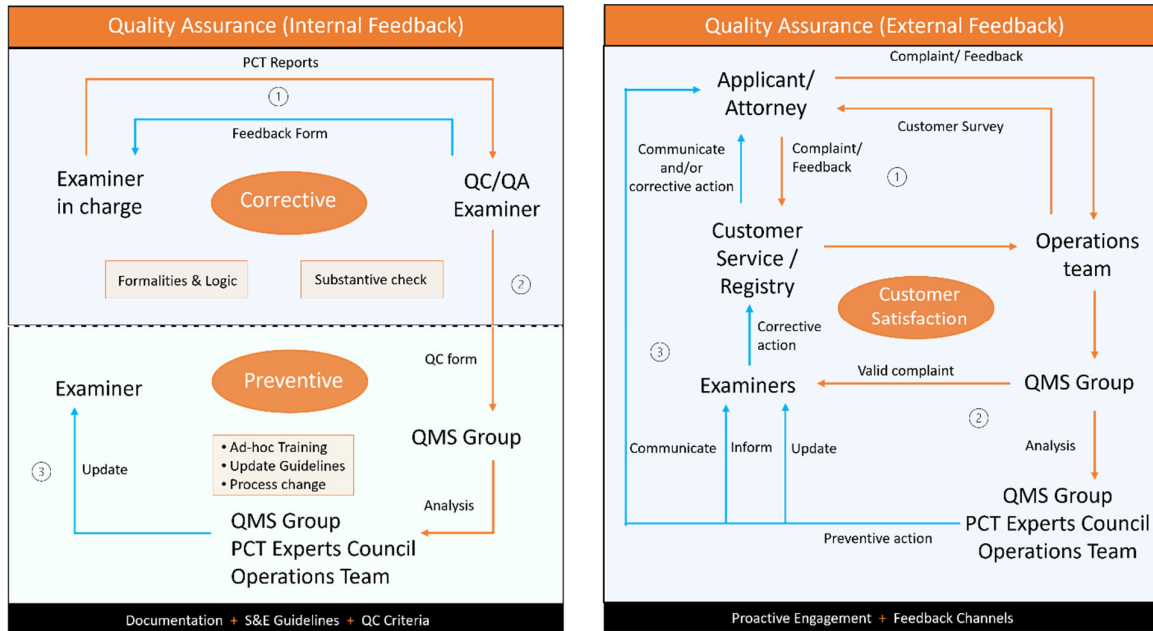 Quality Assurance (Internal Feedback)
PCT Reports
1
Feedback Form
Examiner
in charge
Corrective
QC/QA
Examiner
Formalities & Logic
Substantive check
2
QC form
Examiner
Preventive
QMS Group
• Ad-hoc Training
• Update Guidelines
• Process change
3
Update
Analysis
QMS Group
PCT Experts Council
Operations Team
Documentation + S&E Guidelines + QC Criteria
Quality Assurance (External Feedback)
Complaint/ Feedback
Applicant/
Attorney
Customer Survey
Communicate
and/or
corrective action
Complaint/
Feedback
1
Customer
Service /
Registry
Operations
team
Customer
Satisfaction
Corrective
action
3
Valid complaint
Examiners
QMS Group
2
Communicate
Inform
Update
Analysis
QMS Group
PCT Experts Council
Operations Team
Preventive action
Proactive Engagement + Feedback Channels